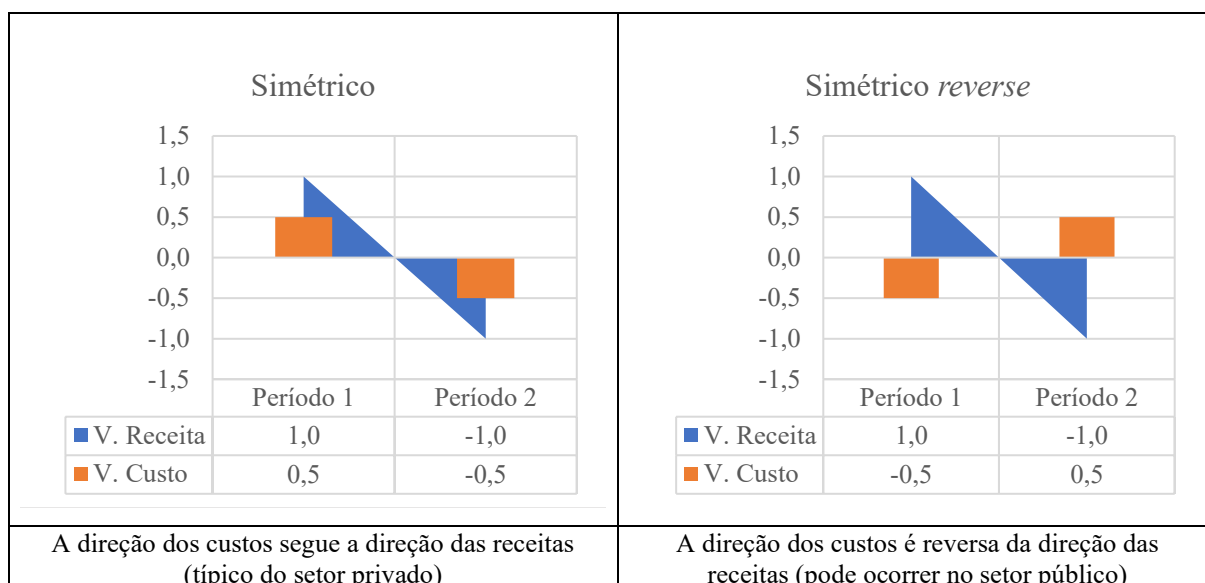 Simétrico
1,5
1,0
0,5
0,0
-0,5
-1,0
-1,5
Período 1 Período 2
V. Receita 1,0 -1,0
V. Custo 0,5 -0,5
A direção dos custos segue a direção das receitas
(típico do setor privado)
Simétrico reverse
1,5
1,0
0,5
0,0
-0,5
-1,0
-1,5
Período 1 Período 2
V. Receita 1,0 -1,0
V. Custo -0,5 0,5
A direção dos custos é reversa da direção das
receitas (pode ocorrer no setor público)